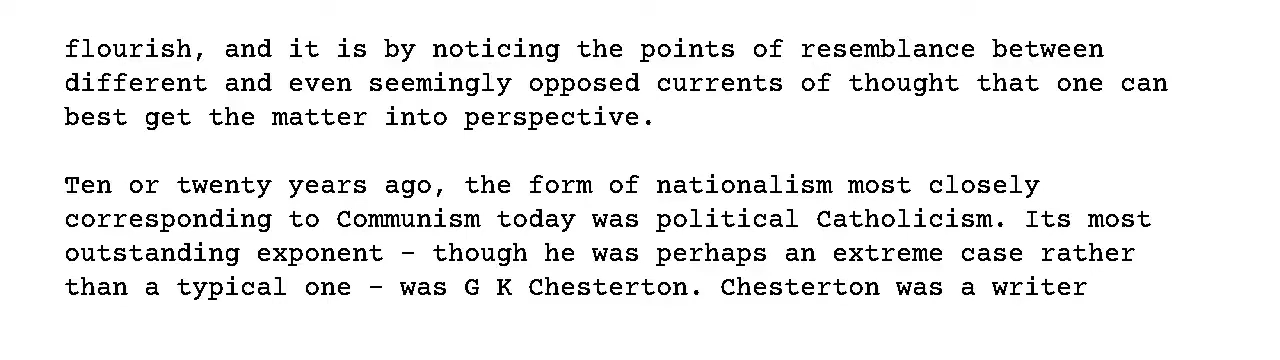 flourish, and it is by noticing the points of resemblance between
different and even seemingly opposed currents of thought that one can
best get the matter into perspective.

Ten or twenty years ago, the form of nationalism most closely
corresponding to Communism today was political Catholicism. Its most
outstanding exponent – though he was perhaps an extreme case rather
than a typical one – was G K Chesterton. Chesterton was a writer